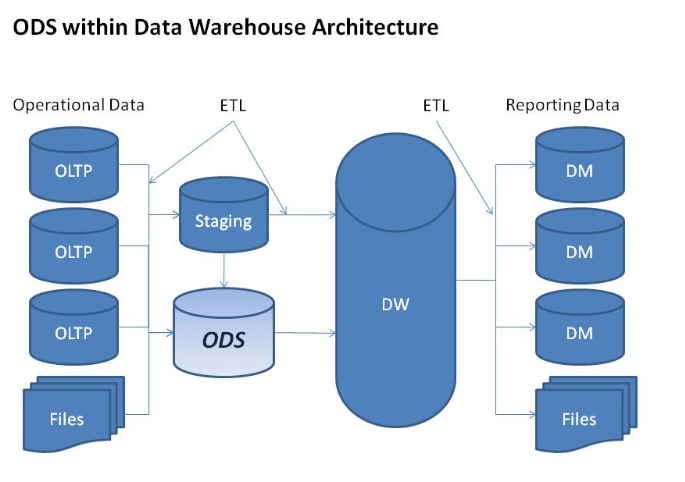 ODS within Data Warehouse Architecture
Operational Data
ETL
ETL
Reporting Data
OLTP
DM
Staging
OLTP
DM
DW
OLTP
ODS
DM
Files
Files